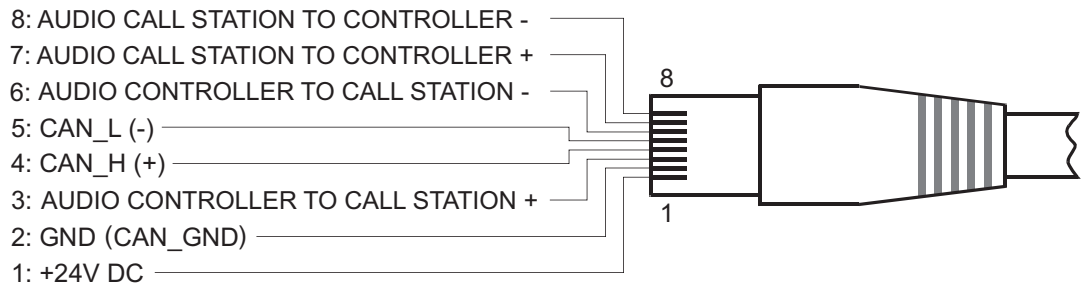 8: AUDIO CALL STATION TO CONTROLLER -
7: AUDIO CALL STATION TO CONTROLLER +
6: AUDIO CONTROLLER TO CALL STATION -
5: CAN_L (-)
4: CAN_H (+)
3: AUDIO CONTROLLER TO CALL STATION +
2: GND (CAN_GND)
1: +24V DC
8
1